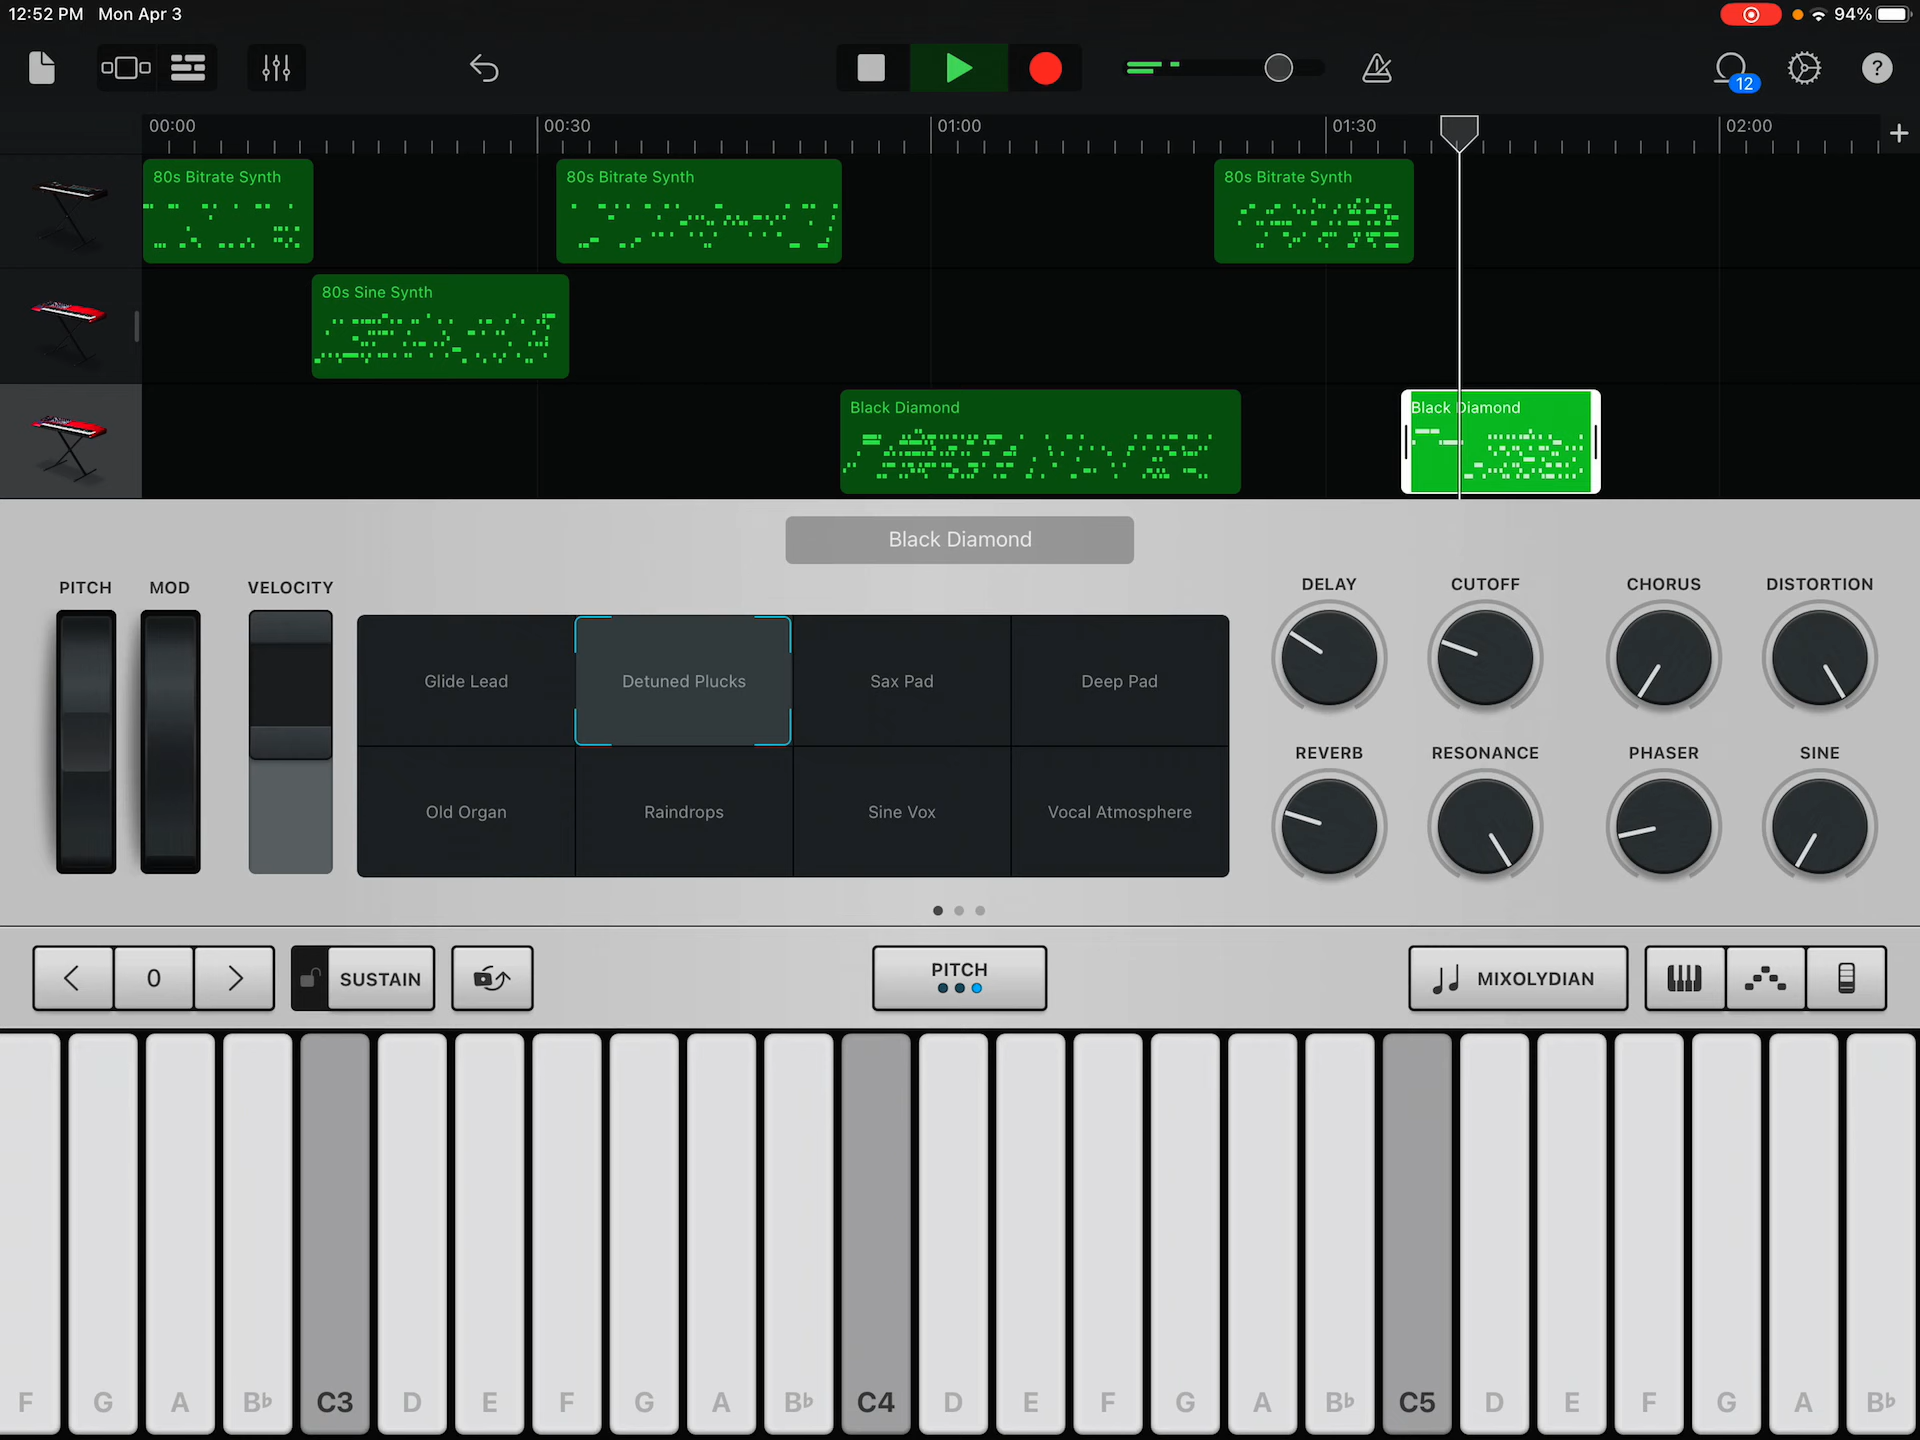 12:52 PM Mon Apr 3
94%
12
?
00:00 00:30 01:00 01:30 02:00
80s Bitrate Synth 80s Bitrate Synth 80s Bitrate Synth
80s Sine Synth
Black Diamond Black Diamond
Black Diamond
PITCH MOD VELOCITY
DELAY CUTOFF CHORUS DISTORTION
Glide Lead Detuned Plucks Sax Pad Deep Pad
REVERB RESONANCE PHASER SINE
Old Organ Raindrops Sine Vox Vocal Atmosphere
0 SUSTAIN PITCH MIXOLYDIAN
F G A B♭ C3 D E F G A B♭ C4 D E F G A B♭ C5 D E F G A B♭